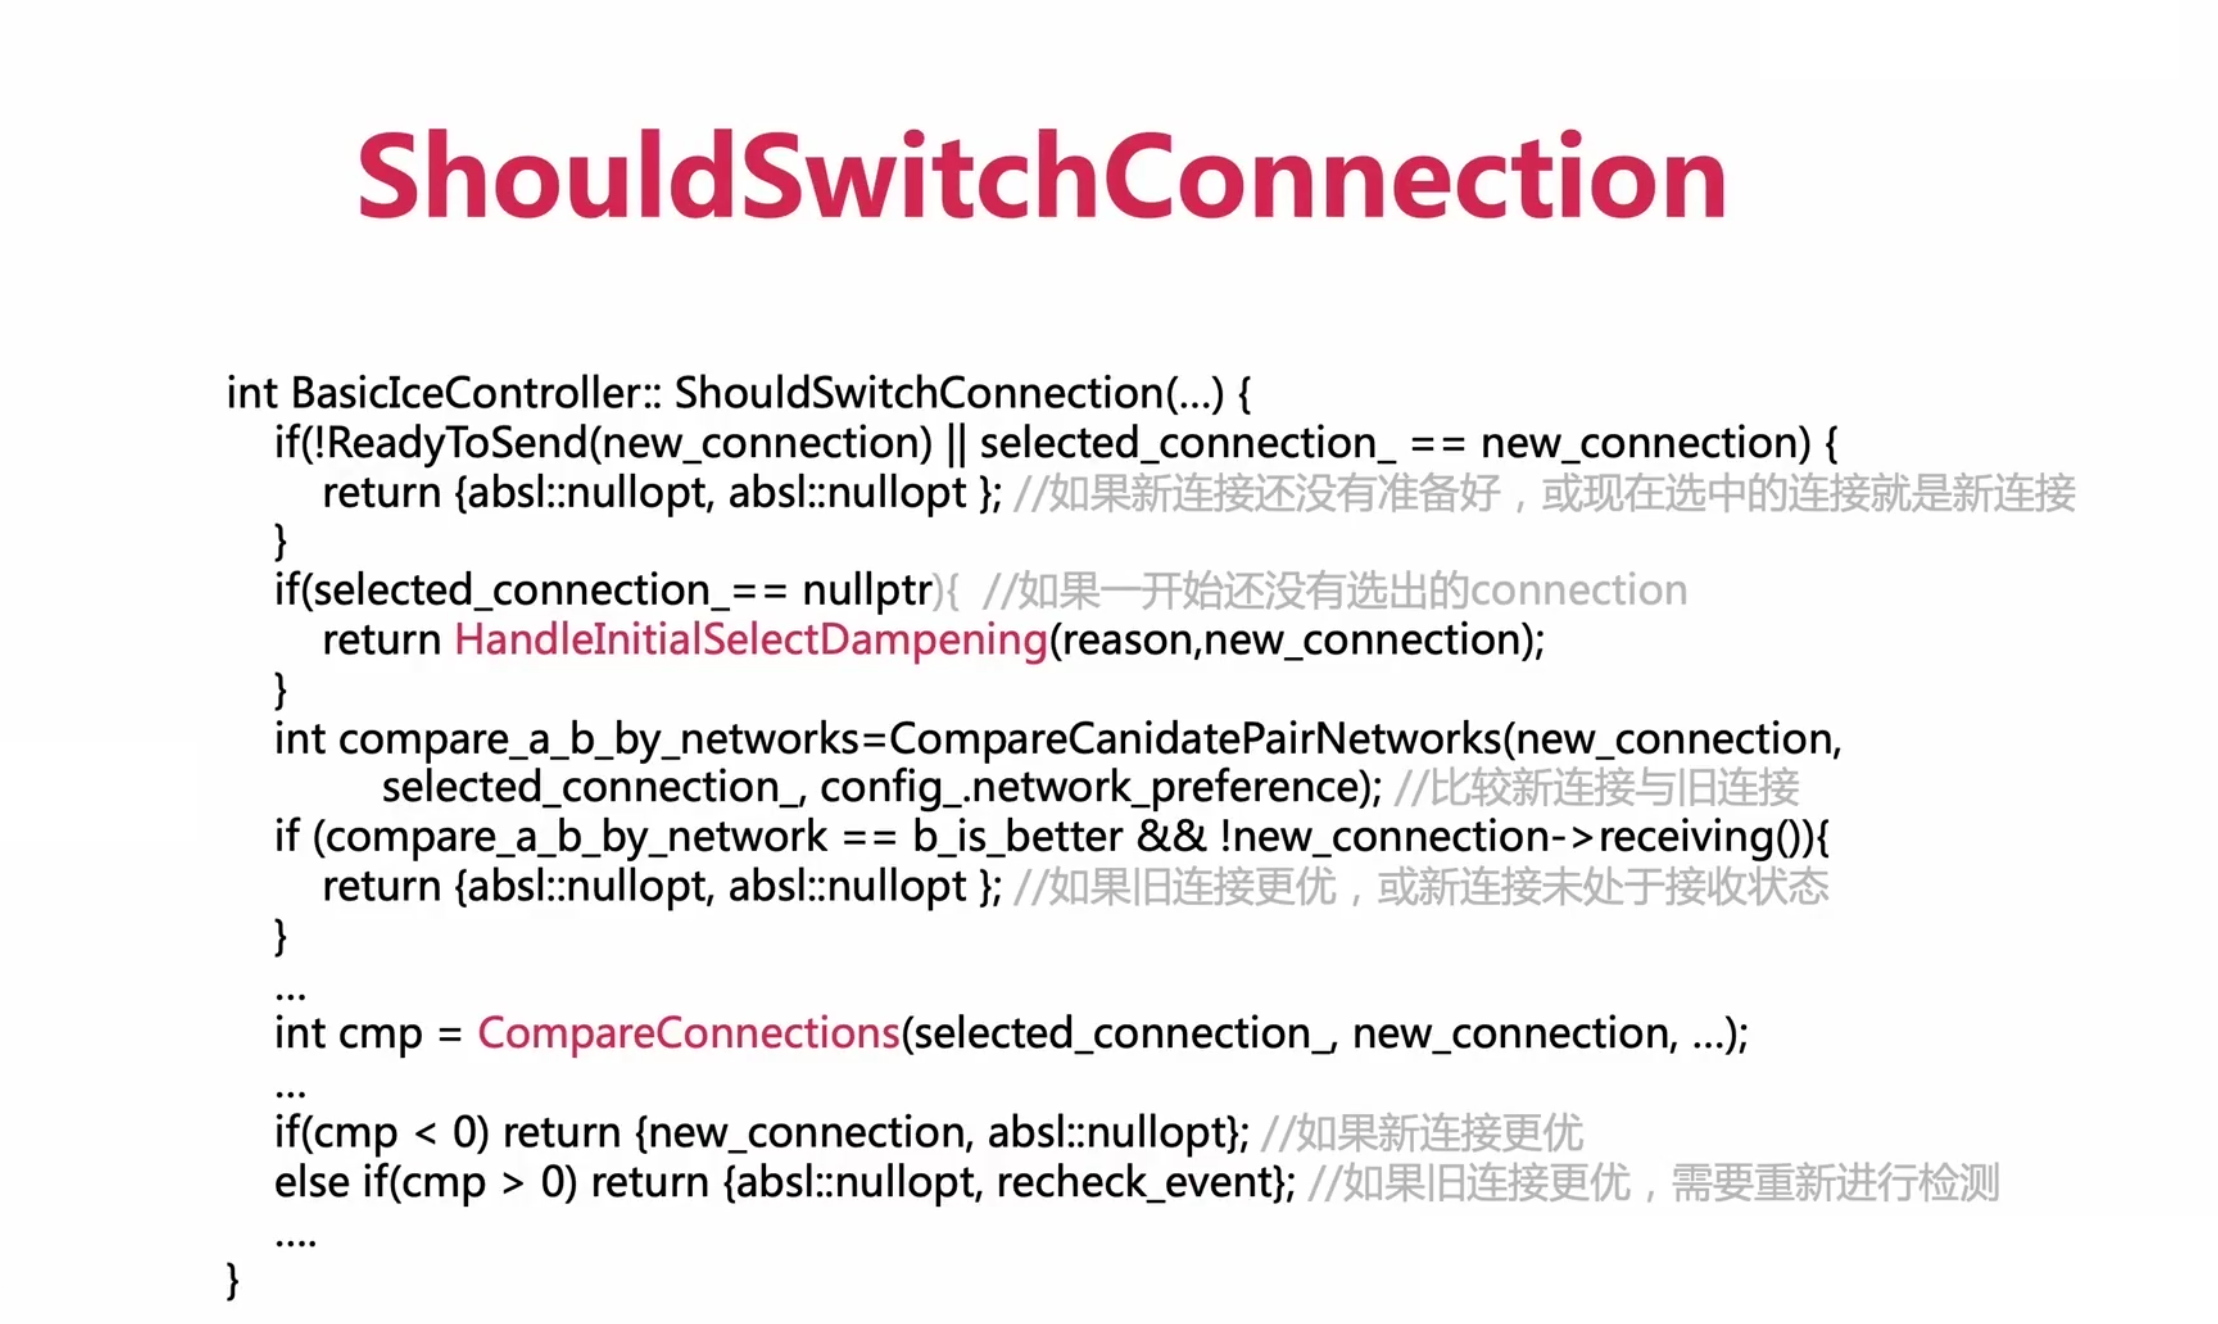 ShouldSwitchConnection
int BasicIceController:: ShouldSwitchConnection(...) {
if(!ReadyToSend(new_connection) || selected_connection_ == new_connection) {
return {absl::nullopt, absl::nullopt }; //如果新连接还没有准备好，或现在选中的连接就是新连接
}
if(selected_connection_== nullptr){ //如果一开始还没有选出的connection
return HandleInitialSelectDampening(reason,new_connection);
}
int compare_a_b_by_networks=CompareCanidatePairNetworks(new_connection,
selected_connection_, config_.network_preference); //比较新连接与旧连接
if (compare_a_b_by_network == b_is_better && !new_connection->receiving()){
return {absl::nullopt, absl::nullopt }; //如果旧连接更优，或新连接未处于接收状态
}
...
int cmp = CompareConnections(selected_connection_, new_connection, ...);
...
if(cmp < 0) return {new_connection, absl::nullopt}; //如果新连接更优
else if(cmp > 0) return {absl::nullopt, recheck_event}; //如果旧连接更优，需要重新进行检测
....
}